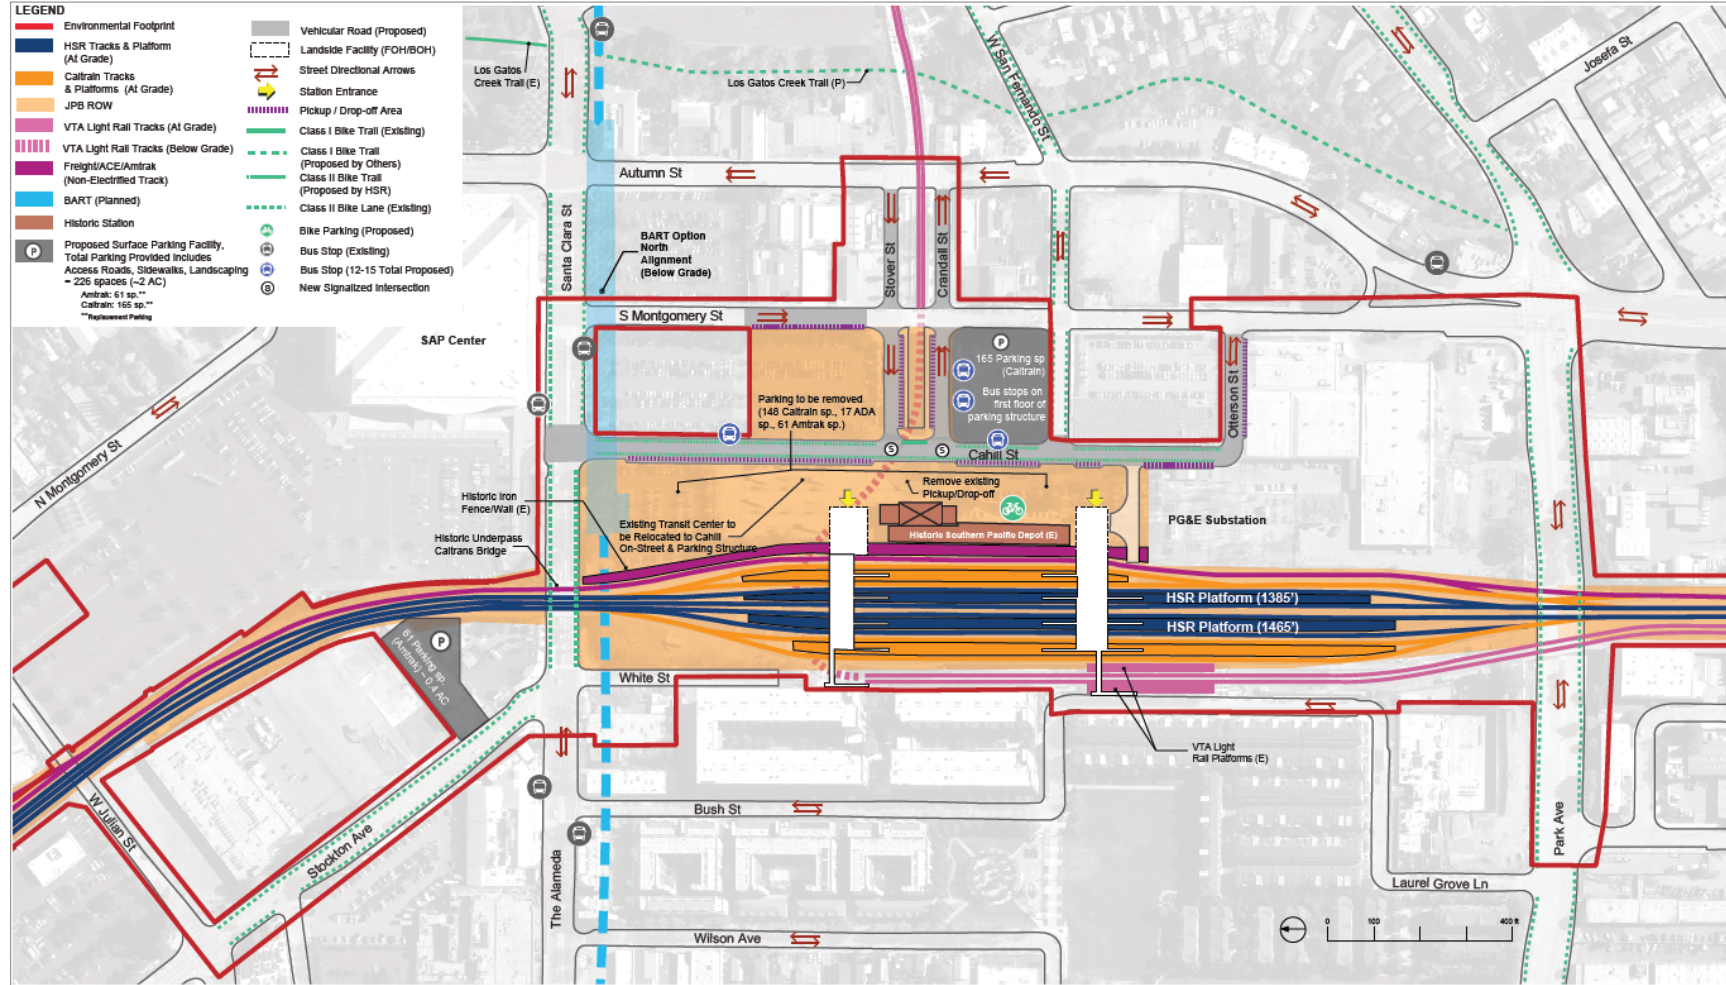 LEGEND
Environmental Footprint
HSR Tracks & Platform
(At Grade)
Caltrain Tracks
& Platforms (At Grade)
JPB ROW
VTA Light Rail Tracks (At Grade)
VTA Light Rail Tracks (Below Grade)
Freight/ACE/Amtrak
(Non-Electrified Track)
BART (Planned)
Historic Station
P
Proposed Surface Parking Facility,
Total Parking Provided Includes
Access Roads, Sidewalks, Landscaping
= 226 spaces (~2 AC)
Amtrak: 61 sp.**
Caltrain: 165 sp.**
**Replacement Parking
Vehicular Road (Proposed)
Landside Facility (FOH/BOH)
Street Directional Arrows
Station Entrance
Pickup / Drop-off Area
Class I Bike Trail (Existing)
Class I Bike Trail
(Proposed by Others)
Class II Bike Trail
(Proposed by HSR)
Class II Bike Lane (Existing)
Bike Parking (Proposed)
Bus Stop (Existing)
Bus Stop (12-15 Total Proposed)
S
New Signalized Intersection
Los Gatos
Creek Trail (E)
Los Gatos Creek Trail (P)
W San Fernando St
Josefa St
Autumn St
Santa Clara St
BART Option
North
Alignment
(Below Grade)
Stover St
Crandall St
S Montgomery St
SAP Center
N Montgomery St
P
165 Parking sp
(Caltrain)
Bus stops on
first floor of
parking structure
Parking to be removed
(148 Caltrain sp., 17 ADA
sp., 61 Amtrak sp.)
Otterson St
S
S
Cahill St
Remove existing
Pickup/Drop-off
Historic Iron
Fence/Wall (E)
Existing Transit Center to
be Relocated to Cahill
On-Street & Parking Structure
Historic Underpass
Caltrans Bridge
Historic Southern Pacific Depot (E)
PG&E Substation
HSR Platform (1385')
HSR Platform (1465')
P
61 Parking sp.
(Amtrak) ~ 0.4 AC
White St
VTA Light
Rail Platforms (E)
W Julian St
Stockton Ave
Bush St
The Alameda
Park Ave
Laurel Grove Ln
Wilson Ave
0 100 400 ft